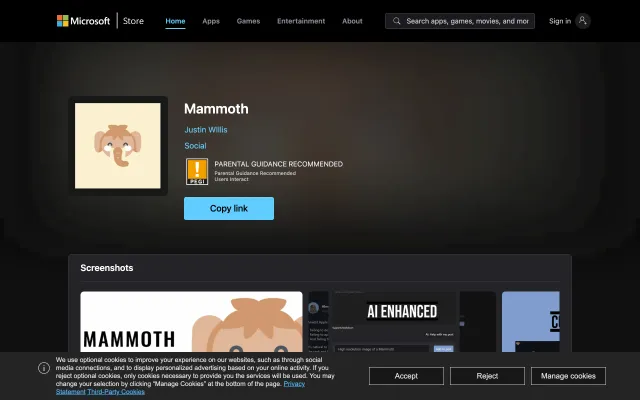 Microsoft
Store
Home
Apps
Games
Entertainment
About
Search apps, games, movies, and mor
Sign in
Mammoth
Justin Willis
Social
PARENTAL GUIDANCE RECOMMENDED
Parental Guidance Recommended
Users Interact
PEGI
Copy link
Screenshots
MAMMOTH
AI ENHANCED
We use optional cookies to improve your experience on our websites, such as through social
media connections, and to display personalized advertising based on your online activity. If you
reject optional cookies, only cookies necessary to provide you the services will be used. You may
change your selection by clicking "Manage Cookies" at the bottom of the page. Privacy
Statement Third-Party Cookies
Accept
Reject
Manage cookies